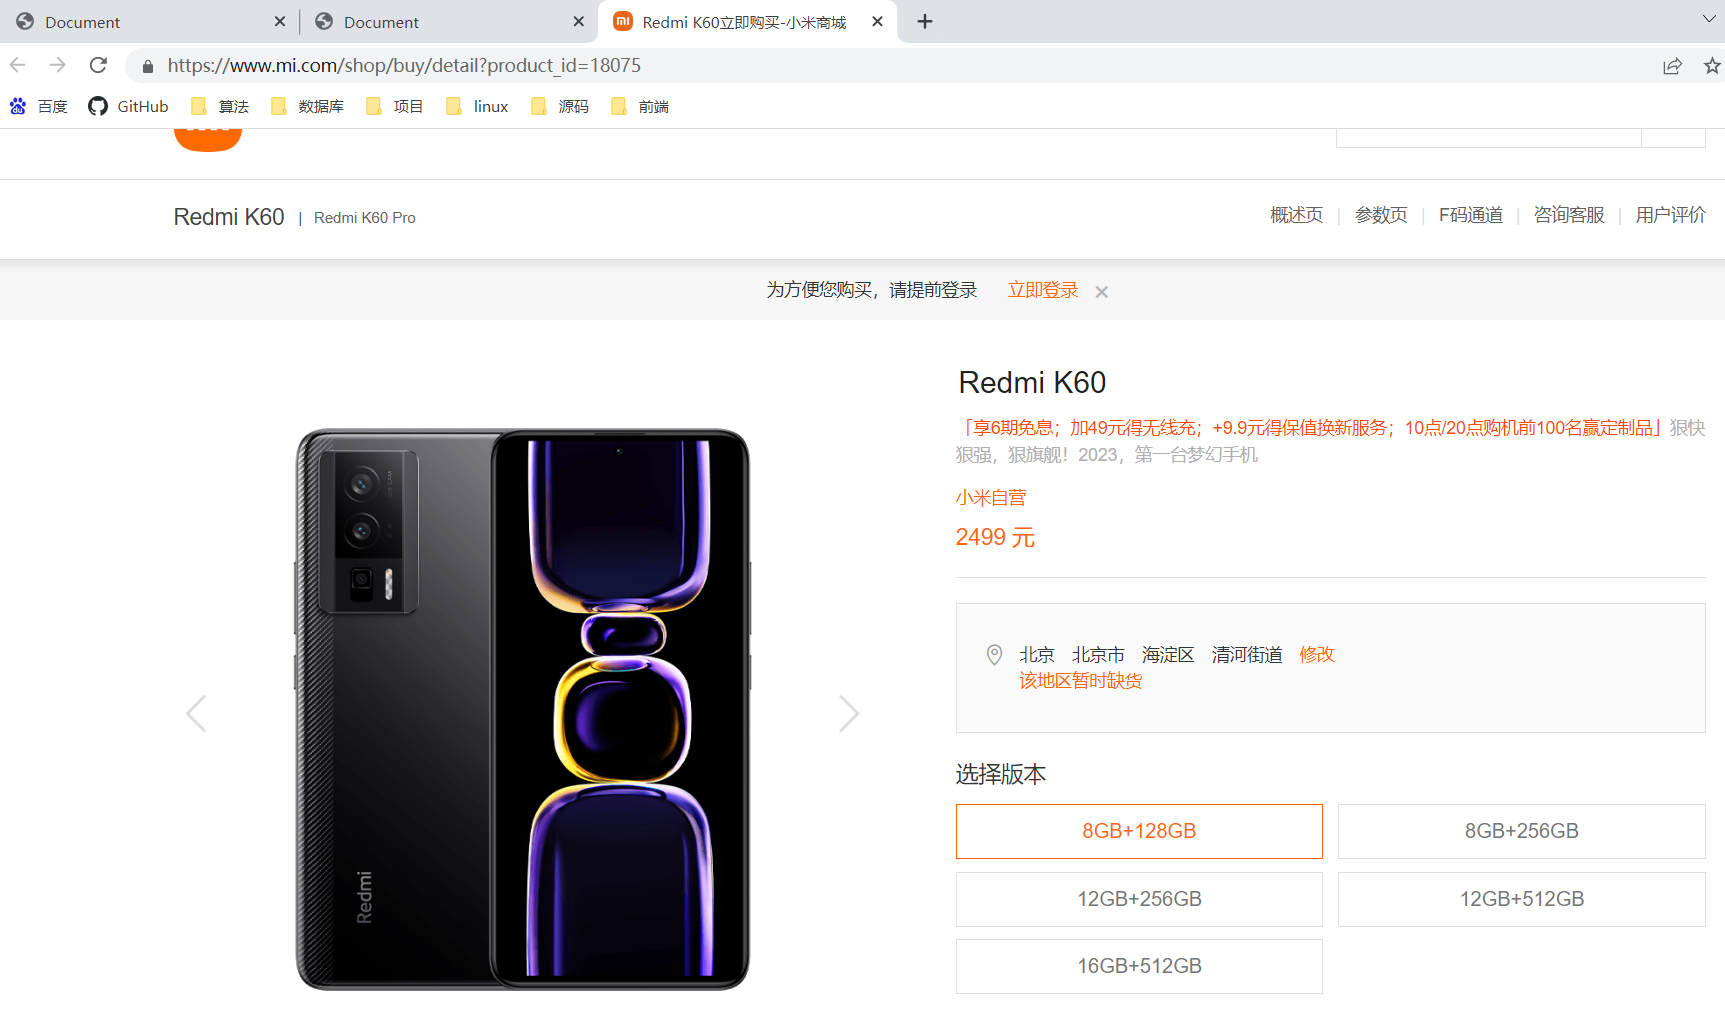 Document
Document
Redmi K60立即购买-小米商城
https://www.mi.com/shop/buy/detail?product_id=18075
百度 GitHub 算法 数据库 项目 linux 源码 前端
Redmi K60 | Redmi K60 Pro
概述页 | 参数页 | F码通道 | 咨询客服 | 用户评价
为方便您购买，请提前登录 立即登录
Redmi K60
「享6期免息；加49元得无线充；+9.9元得保值换新服务；10点/20点购机前100名赢定制品」狠快
狠强，狠旗舰！2023，第一台梦幻手机
小米自营
2499 元
北京 北京市 海淀区 清河街道 修改
该地区暂时缺货
选择版本
8GB+128GB
8GB+256GB
12GB+256GB
12GB+512GB
16GB+512GB
Redmi